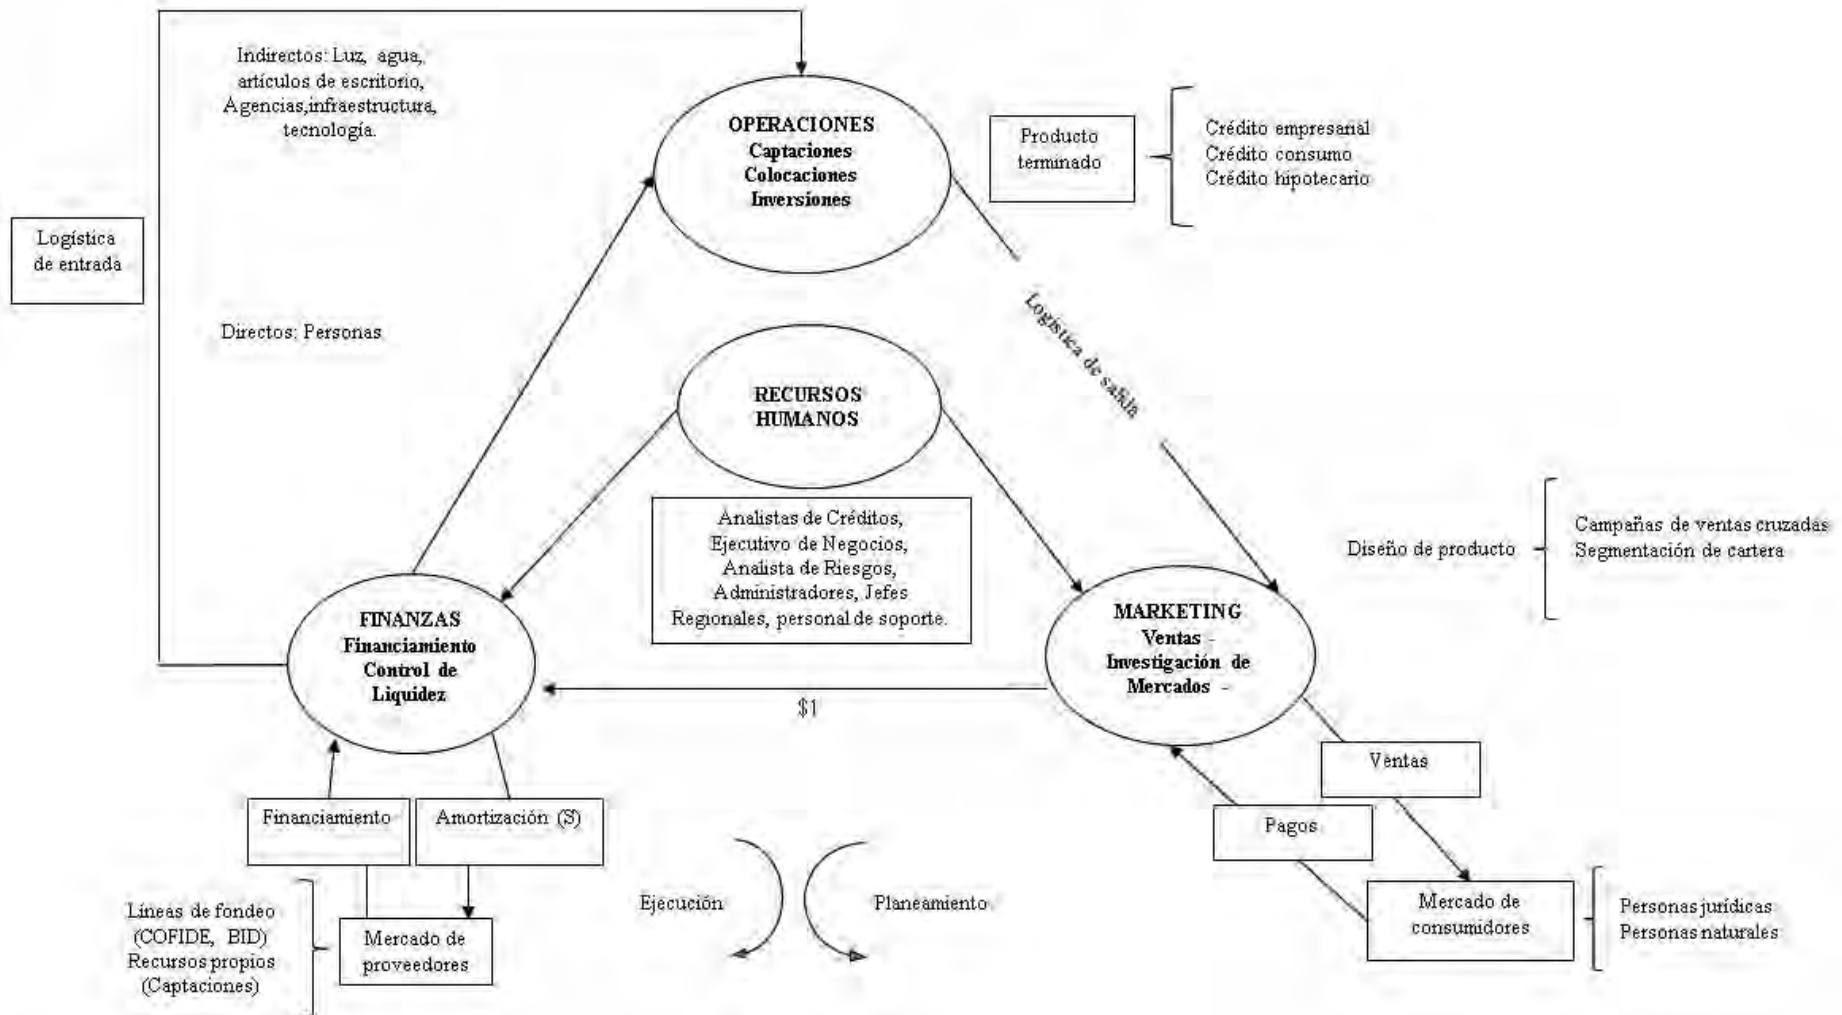 Indirectos: Luz, agua,
artículos de escritorio,
Agencias,infraestructura,
tecnología.
OPERACIONES
Captaciones
Colocaciones
Inversiones
Producto
terminado
Crédito empresarial
Crédito consumo
Crédito hipotecario
Logística
de entrada
Directos: Personas
Logística de salida
RECURSOS
HUMANOS
Analistas de Créditos,
Ejecutivo de Negocios,
Analista de Riesgos,
Administradores, Jefes
Regionales, personal de soporte.
Diseño de producto
Campañas de ventas cruzadas
Segmentación de cartera
FINANZAS
Financiamiento
Control de
Liquidez
MARKETING
Ventas -
Investigación de
Mercados -
$1
Ventas
Financiamiento
Amortización (S)
Pagos
Ejecución
Planeamiento
Líneas de fondeo
(COFIDE, BID)
Recursos propios
(Captaciones)
Mercado de
proveedores
Mercado de
consumidores
Personas jurídicas
Personas naturales